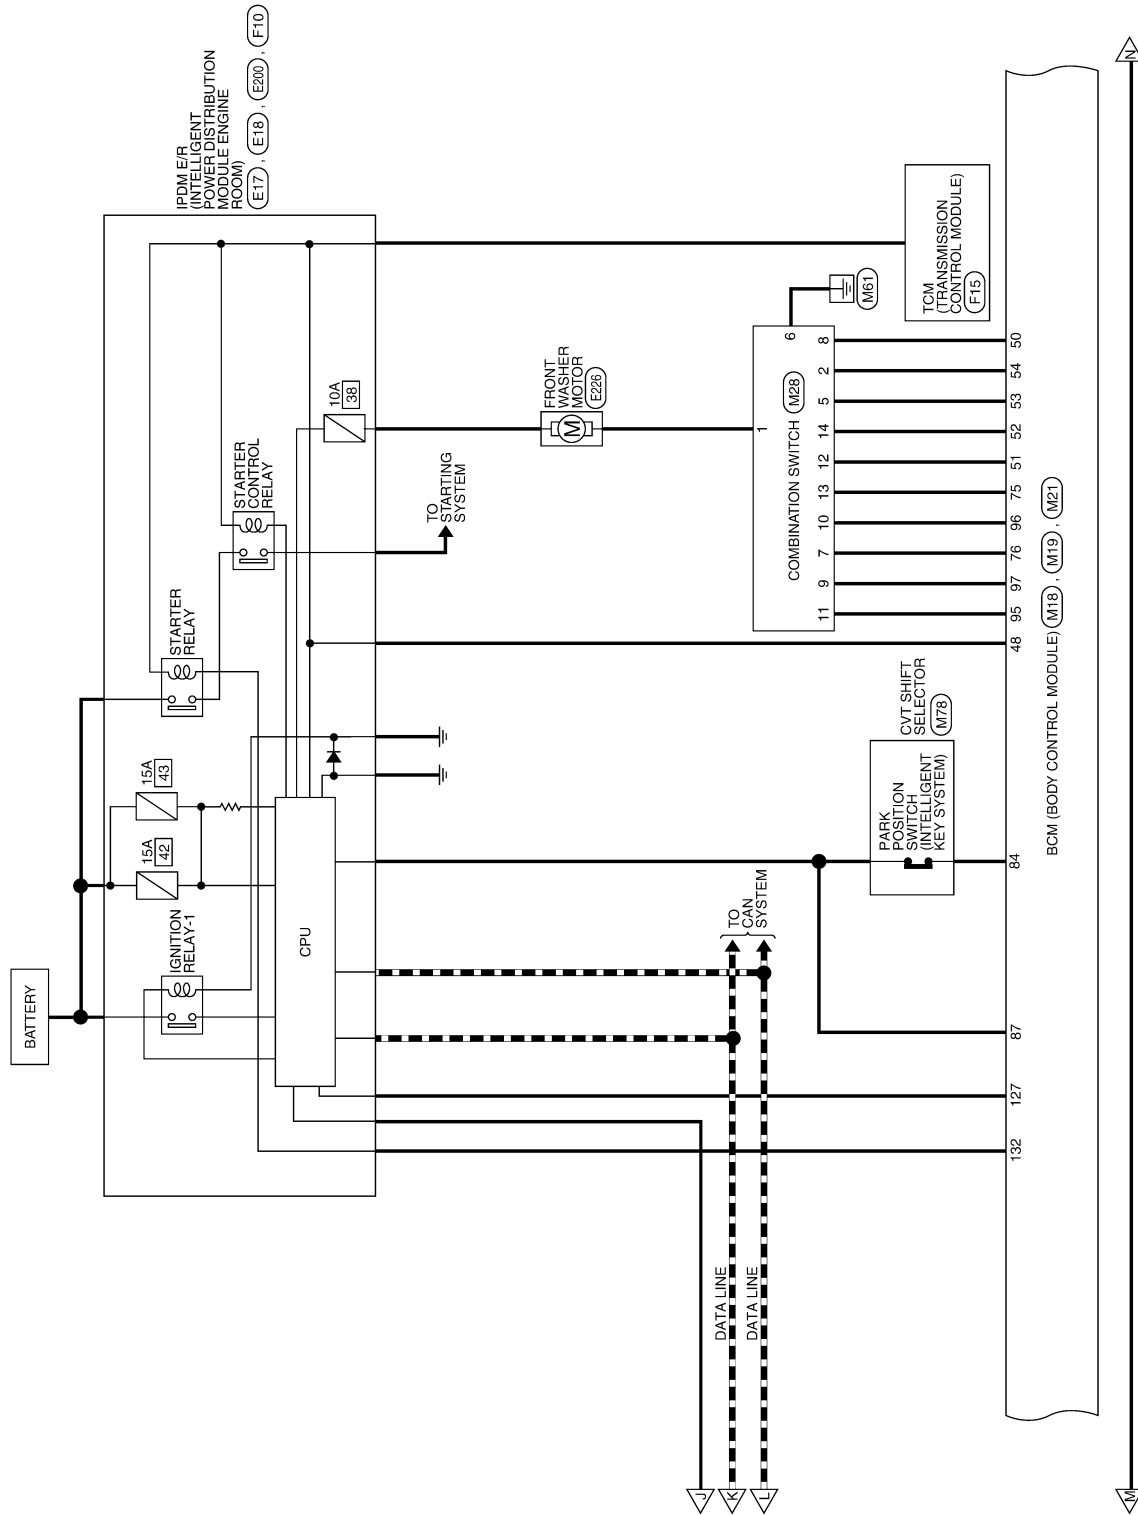 BATTERY
IPDM E/R
(INTELLIGENT
POWER DISTRIBUTION
MODULE ENGINE
ROOM)
E17 , E18 , E200 , F10
IGNITION
RELAY-1
15A
42
15A
43
STARTER
RELAY
STARTER
CONTROL
RELAY
10A
38
CPU
TO
STARTING
SYSTEM
FRONT
WASHER
MOTOR
E226
M
TO
CAN
SYSTEM
DATA LINE
DATA LINE
J
K
L
COMBINATION SWITCH M28
1
6
11 9 7 10 13 12 14 5 2 8
M61
TCM
(TRANSMISSION
CONTROL MODULE)
F15
CVT SHIFT
SELECTOR
M78
PARK
POSITION
SWITCH
(INTELLIGENT
KEY SYSTEM)
132 127 87 84 48 95 97 76 96 75 51 52 53 54 50
BCM (BODY CONTROL MODULE) M18 , M19 , M21
M
N